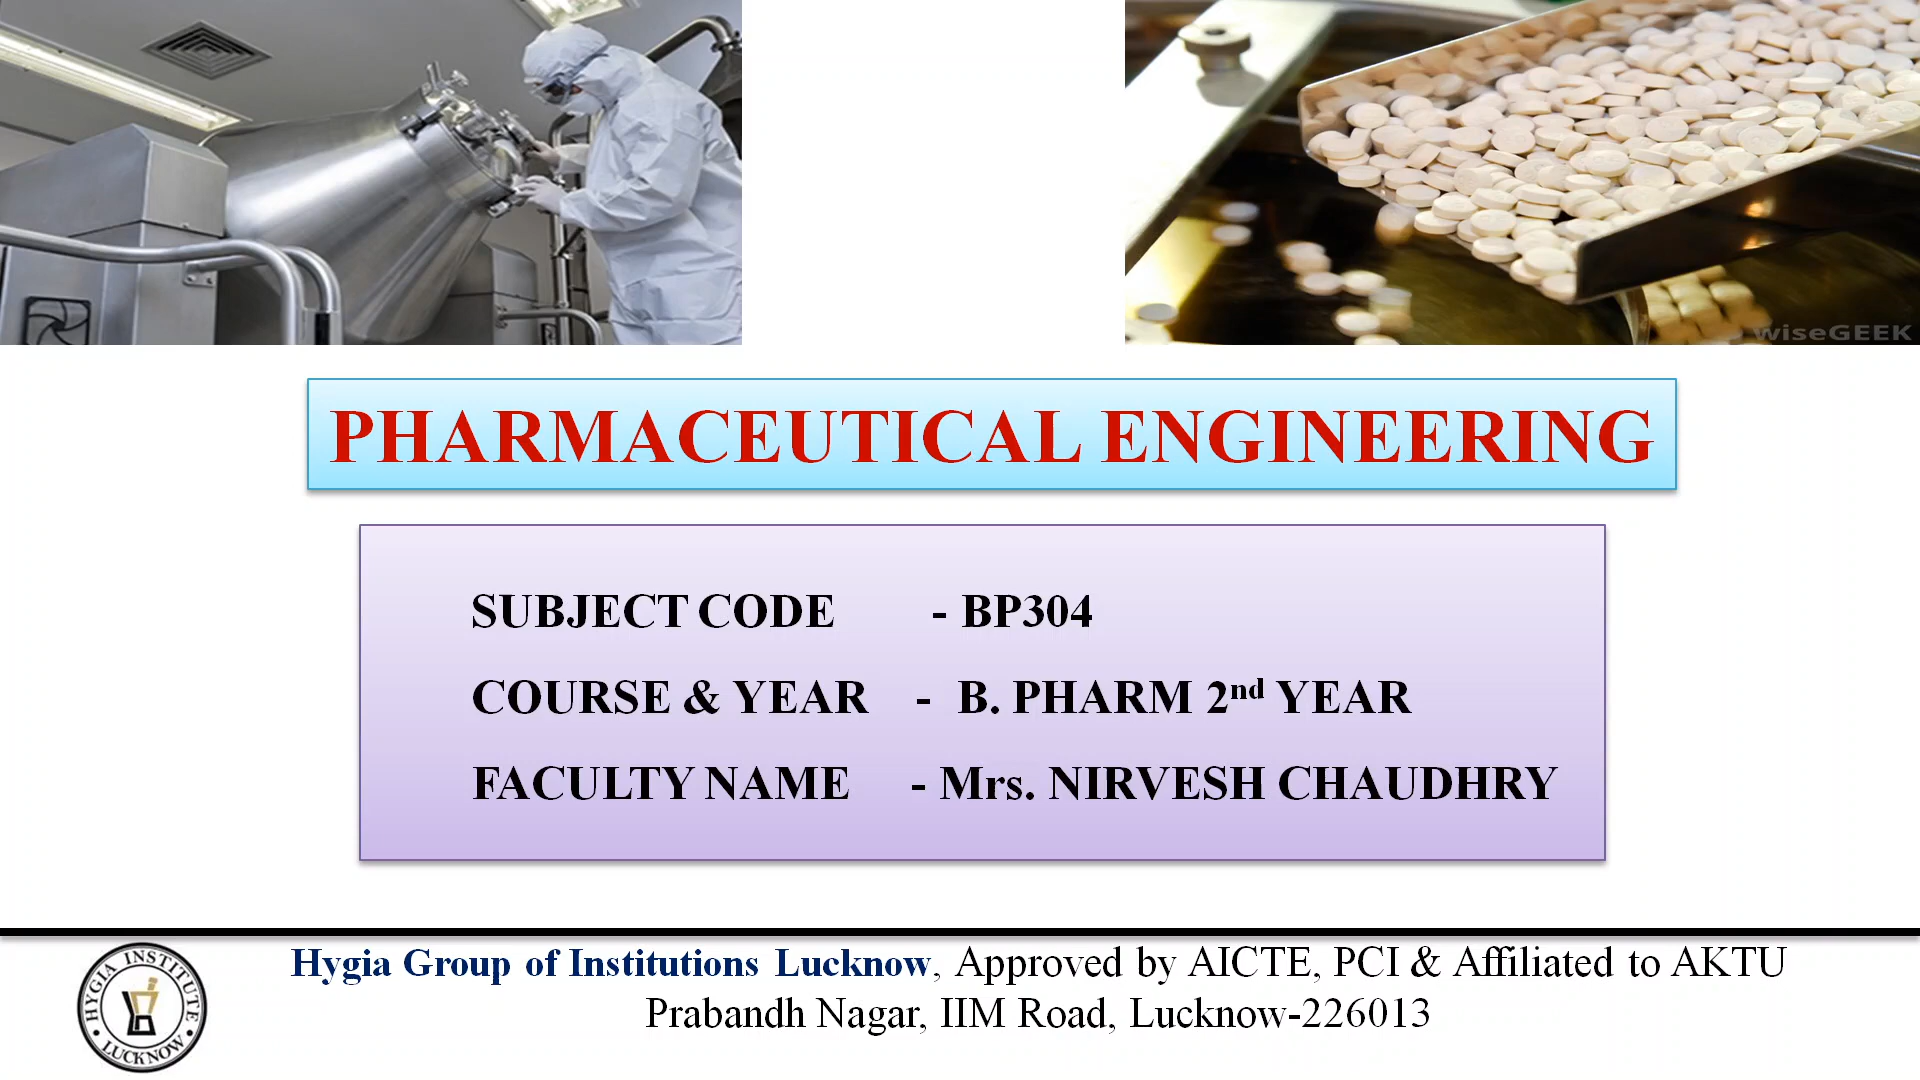 wiseGEEK
PHARMACEUTICAL ENGINEERING
SUBJECT CODE - BP304
COURSE & YEAR - B. PHARM 2nd YEAR
FACULTY NAME - Mrs. NIRVESH CHAUDHRY
Hygia Group of Institutions Lucknow, Approved by AICTE, PCI & Affiliated to AKTU
Prabandh Nagar, IIM Road, Lucknow-226013
HYGIA INSTITUTE
• LUCKNOW •